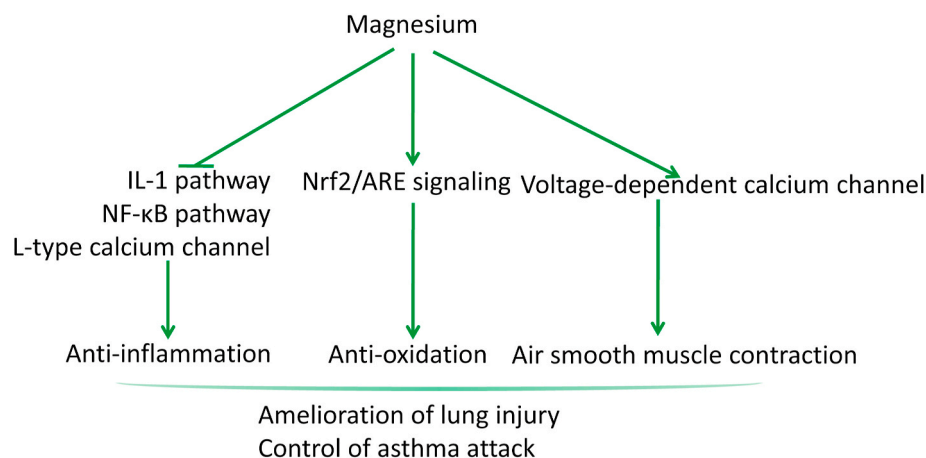 Magnesium
IL-1 pathway
NF-κB pathway
L-type calcium channel
Nrf2/ARE signaling
Voltage-dependent calcium channel
Anti-inflammation
Anti-oxidation
Air smooth muscle contraction
Amelioration of lung injury
Control of asthma attack